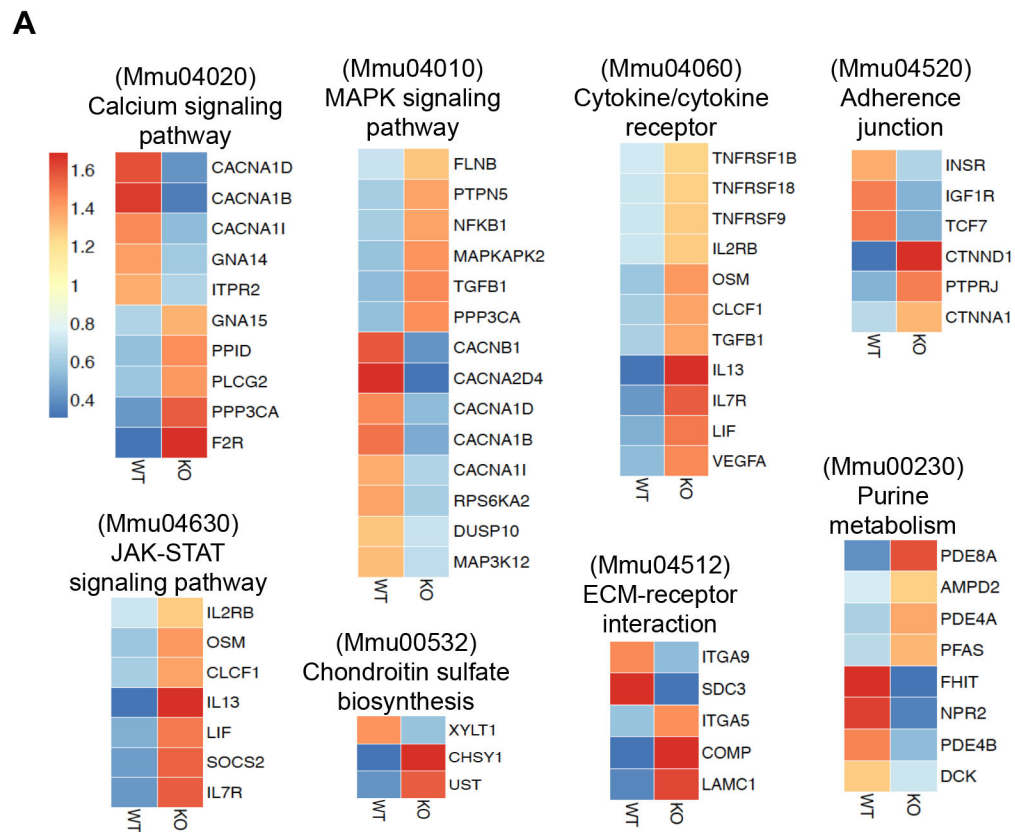 A
(Mmu04020)
Calcium signaling
pathway
1.6
1.4
1.2
1
0.8
0.6
0.4
CACNA1D
CACNA1B
CACNA1I
GNA14
ITPR2
GNA15
PPID
PLCG2
PPP3CA
F2R
WT
KO
(Mmu04010)
MAPK signaling
pathway
FLNB
PTPN5
NFKB1
MAPKAPK2
TGFB1
PPP3CA
CACNB1
CACNA2D4
CACNA1D
CACNA1B
CACNA1I
RPS6KA2
DUSP10
MAP3K12
WT
KO
(Mmu04060)
Cytokine/cytokine
receptor
TNFRSF1B
TNFRSF18
TNFRSF9
IL2RB
OSM
CLCF1
TGFB1
IL13
IL7R
LIF
VEGFA
WT
KO
(Mmu04520)
Adherence
junction
INSR
IGF1R
TCF7
CTNND1
PTPRJ
CTNNA1
WT
KO
(Mmu04630)
JAK-STAT
signaling pathway
IL2RB
OSM
CLCF1
IL13
LIF
SOCS2
IL7R
WT
KO
(Mmu00532)
Chondroitin sulfate
biosynthesis
XYLT1
CHSY1
UST
WT
KO
(Mmu04512)
ECM-receptor
interaction
ITGA9
SDC3
ITGA5
COMP
LAMC1
WT
KO
(Mmu00230)
Purine
metabolism
PDE8A
AMPD2
PDE4A
PFAS
FHIT
NPR2
PDE4B
DCK
WT
KO